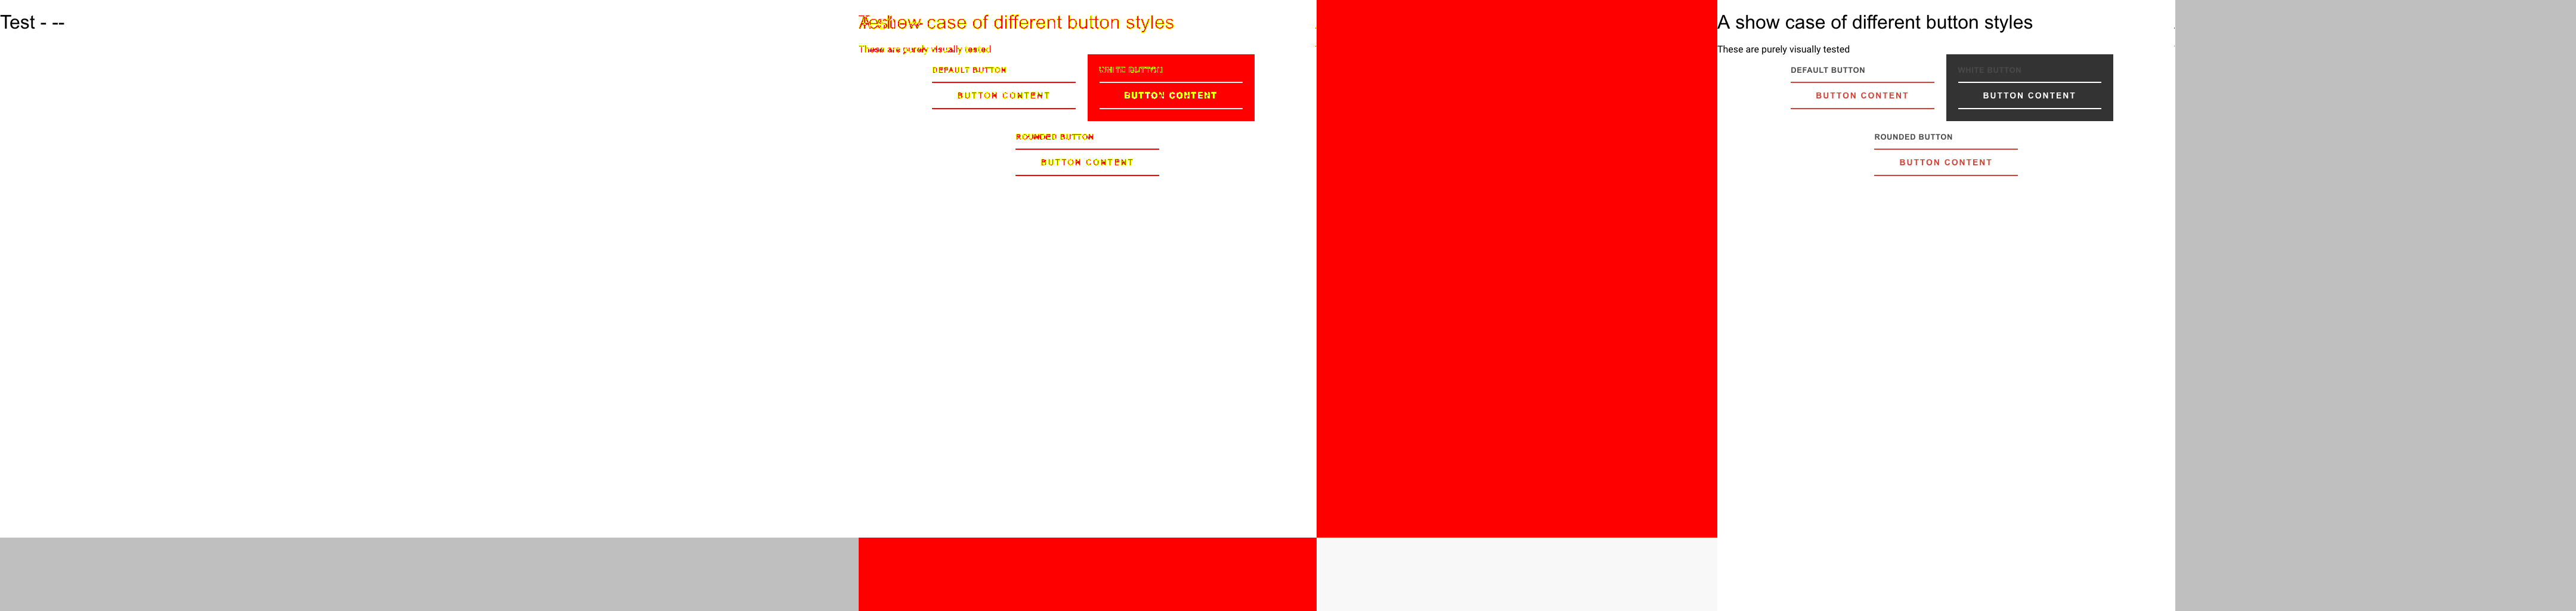 Test - --
A show case of different button styles
These are purely visually tested
DEFAULT BUTTON
BUTTON CONTENT
BUTTON CONTENT
ROUNDED BUTTON
BUTTON CONTENT
A show case of different button styles
These are purely visually tested
DEFAULT BUTTON
WHITE BUTTON
BUTTON CONTENT
BUTTON CONTENT
ROUNDED BUTTON
BUTTON CONTENT